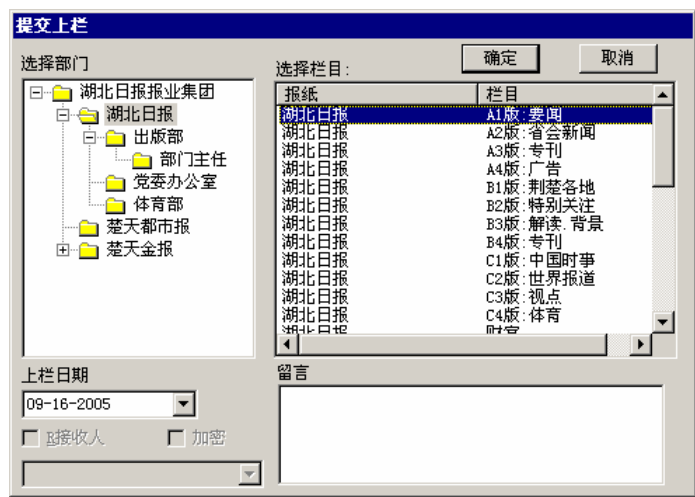 提交上栏
选择部门
选择栏目:
确定
取消
湖北日报报业集团
湖北日报
出版部
部门主任
党委办公室
体育部
楚天都市报
楚天金报
报纸 栏目
湖北日报 A1版:要闻
湖北日报 A2版:省会新闻
湖北日报 A3版:专刊
湖北日报 A4版:广告
湖北日报 B1版:荆楚各地
湖北日报 B2版:特别关注
湖北日报 B3版:解读.背景
湖北日报 B4版:专刊
湖北日报 C1版:中国时事
湖北日报 C2版:世界报道
湖北日报 C3版:视点
湖北日报 C4版:体育
湖北日报 财富
上栏日期
09-16-2005
R接收人
加密
留言